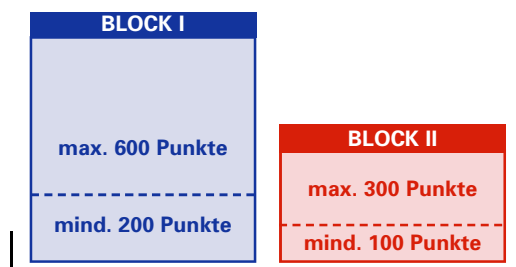 BLOCK I
max. 600 Punkte
mind. 200 Punkte
BLOCK II
max. 300 Punkte
mind. 100 Punkte